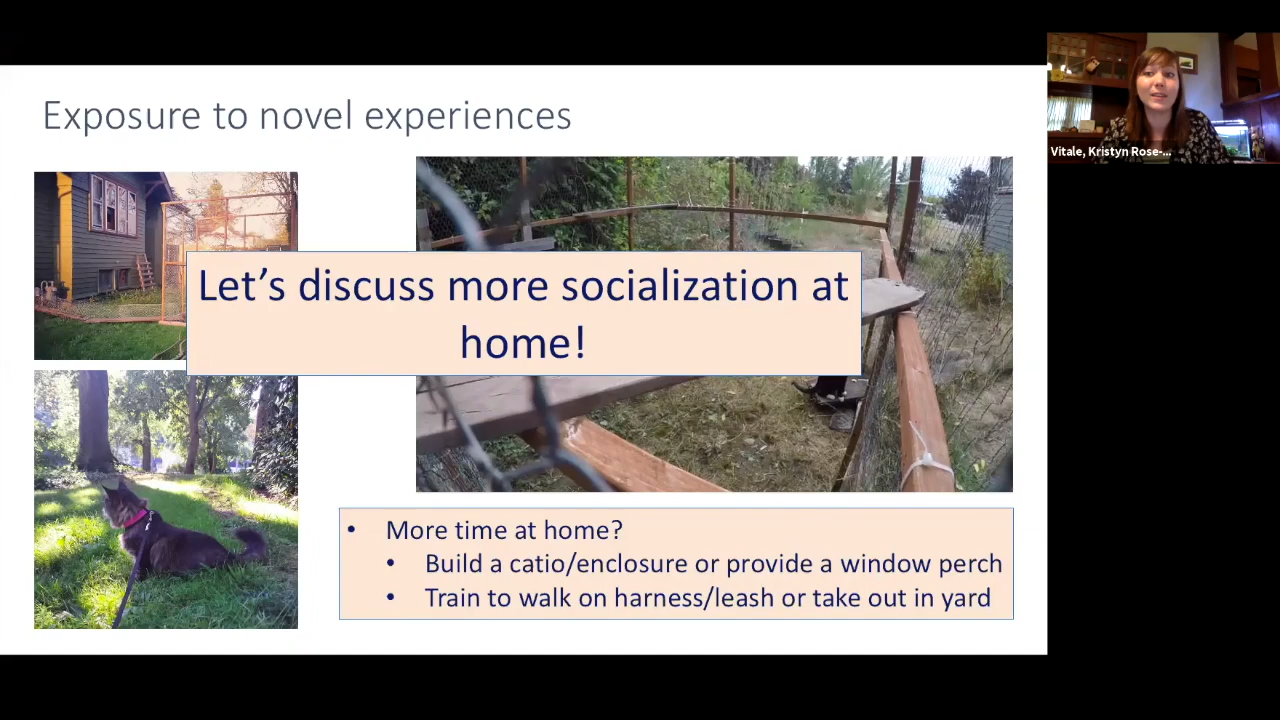 Exposure to novel experiences
Vitale, Kristyn Rose-...
Let's discuss more socialization at
home!
• More time at home?
• Build a catio/enclosure or provide a window perch
• Train to walk on harness/leash or take out in yard